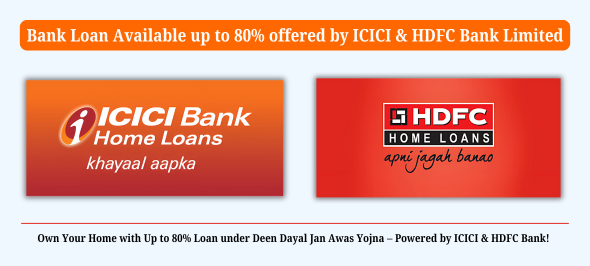 Bank Loan Available up to 80% offered by ICICI & HDFC Bank Limited
ICICI Bank
Home Loans
khayaal aapka
HDFC
HOME LOANS
apni jagah banao
Own Your Home with Up to 80% Loan under Deen Dayal Jan Awas Yojna – Powered by ICICI & HDFC Bank!